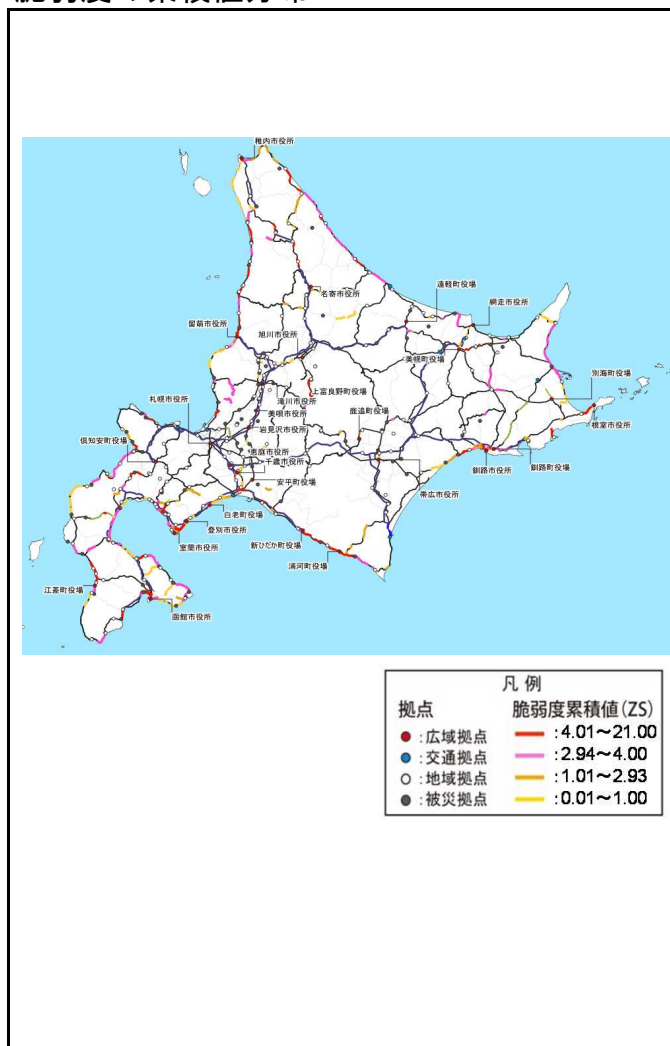 稚内市役所
名寄市役所
遠軽町役場
網走市役所
留萌市役所
旭川市役所
美幌町役場
別海町役場
上富良野町役場
札幌市役所
滝川市役所
鹿追町役場
美唄市役所
根室市役所
岩見沢市役所
倶知安町役場
恵庭市役所
千歳市役所
釧路市役所
釧路町役場
安平町役場
帯広市役所
白老町役場
登別市役所
室蘭市役所
新ひだか町役場
浦河町役場
江差町役場
函館市役所
凡 例
拠点 脆弱度累積値(ZS)
:広域拠点 :4.01～21.00
:交通拠点 :2.94～4.00
:地域拠点 :1.01～2.93
:被災拠点 :0.01～1.00